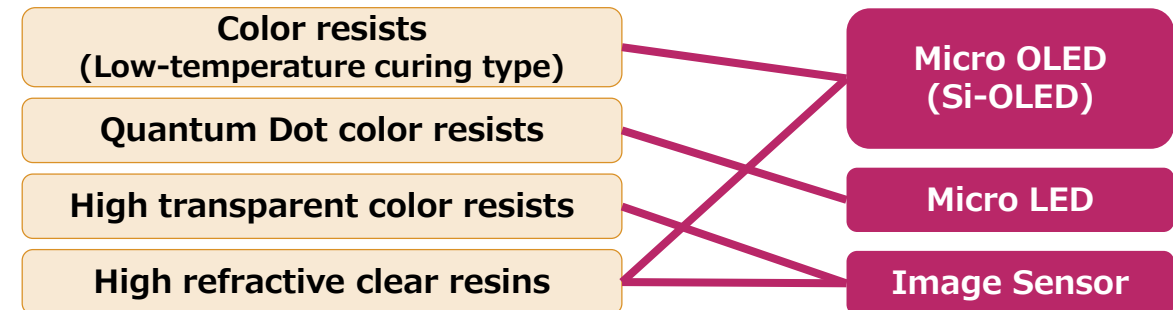 Color resists
(Low-temperature curing type)
Quantum Dot color resists
High transparent color resists
High refractive clear resins
Micro OLED
(Si-OLED)
Micro LED
Image Sensor